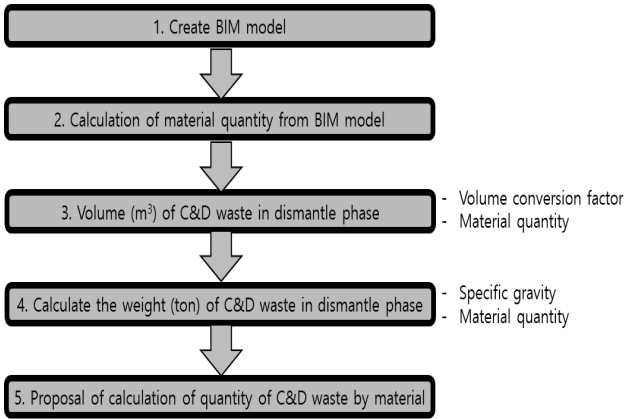 1. Create BIM model
2. Calculation of material quantity from BIM model
3. Volume (m³) of C&D waste in dismantle phase
- Volume conversion factor
- Material quantity
4. Calculate the weight (ton) of C&D waste in dismantle phase
- Specific gravity
- Material quantity
5. Proposal of calculation of quantity of C&D waste by material